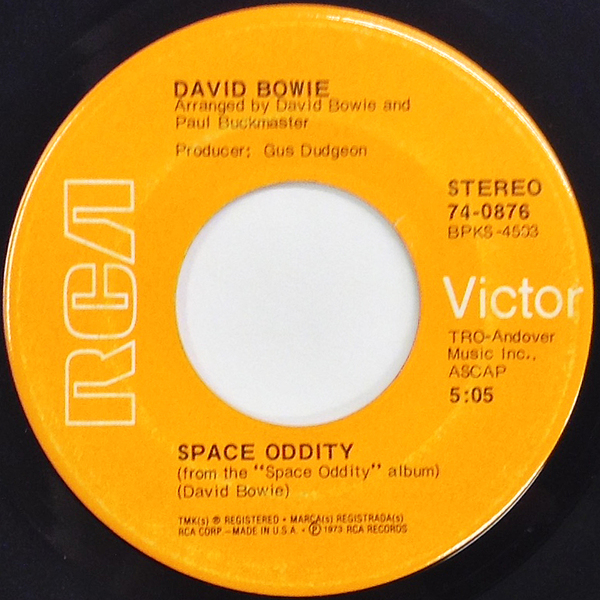 DAVID BOWIE
Arranged by David Bowie and
Paul Buckmaster
Producer: Gus Dudgeon
RCA
STEREO
74-0876
BPKS-4503
Victor
TRO-Andover
Music Inc.,
ASCAP
5:05
SPACE ODDITY
(from the "Space Oddity" album)
(David Bowie)
TMK(s) ® REGISTERED • MARCA(s) REGISTRADA(s)
RCA CORP.—MADE IN U.S.A. • ℗ 1973 RCA RECORDS